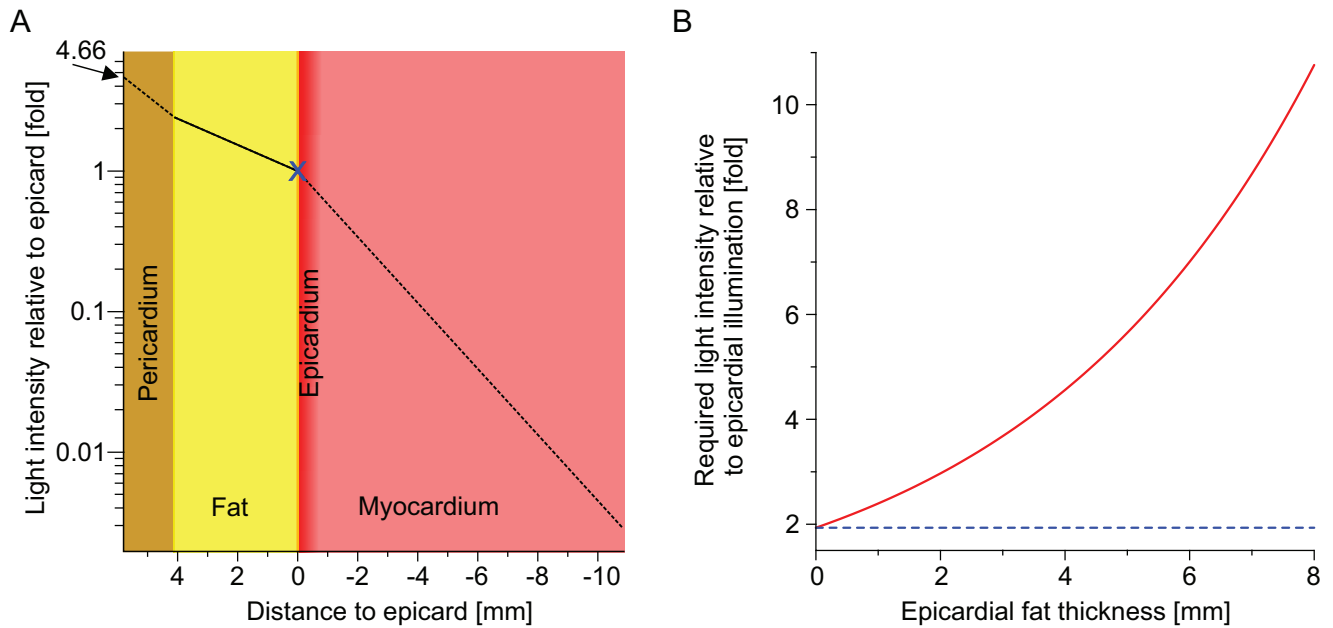 A
4.66
1
0.1
0.01
Light intensity relative to epicard [fold]
Pericardium
Fat
Epicardium
Myocardium
4 2 0 -2 -4 -6 -8 -10
Distance to epicard [mm]
B
10
8
6
4
2
Required light intensity relative
to epicardial illumination [fold]
0 2 4 6 8
Epicardial fat thickness [mm]